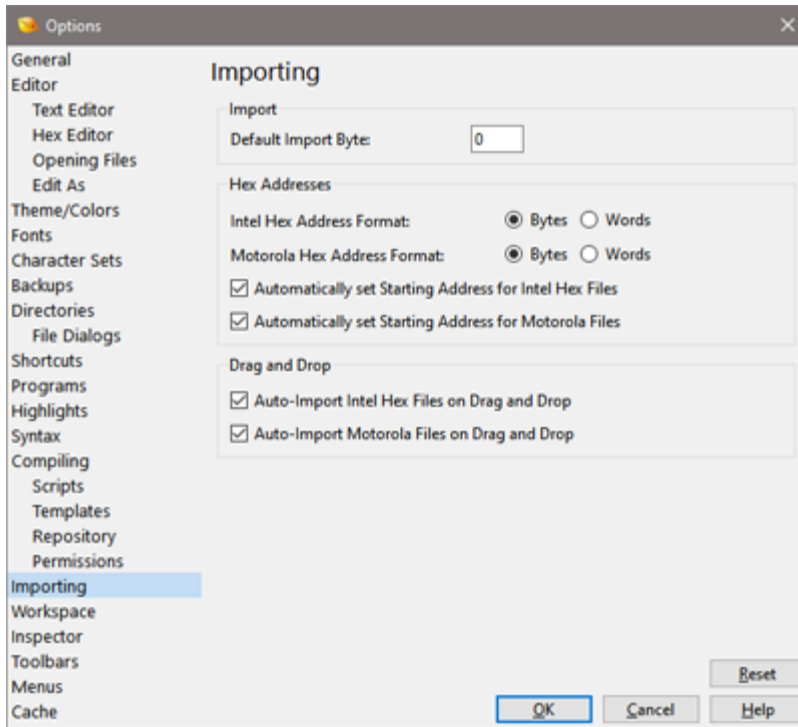 Options
General
Editor
Text Editor
Hex Editor
Opening Files
Edit As
Theme/Colors
Fonts
Character Sets
Backups
Directories
File Dialogs
Shortcuts
Programs
Highlights
Syntax
Compiling
Scripts
Templates
Repository
Permissions
Importing
Workspace
Inspector
Toolbars
Menus
Cache
Importing
Import
Default Import Byte: 0
Hex Addresses
Intel Hex Address Format: Bytes Words
Motorola Hex Address Format: Bytes Words
Automatically set Starting Address for Intel Hex Files
Automatically set Starting Address for Motorola Files
Drag and Drop
Auto-Import Intel Hex Files on Drag and Drop
Auto-Import Motorola Files on Drag and Drop
Reset
OK Cancel Help